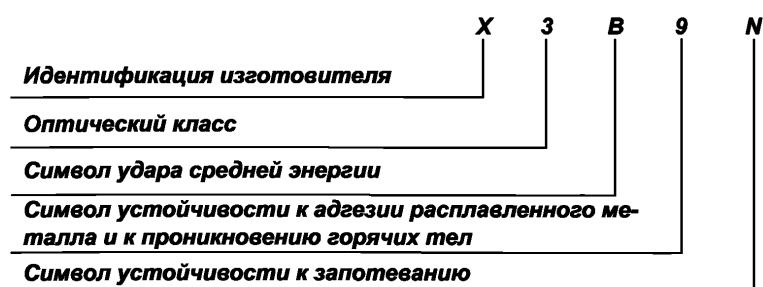 X 3 B 9 N
Идентификация изготовителя
Оптический класс
Символ удара средней энергии
Символ устойчивости к адгезии расплавленного ме-
талла и к проникновению горячих тел
Символ устойчивости к запотеванию